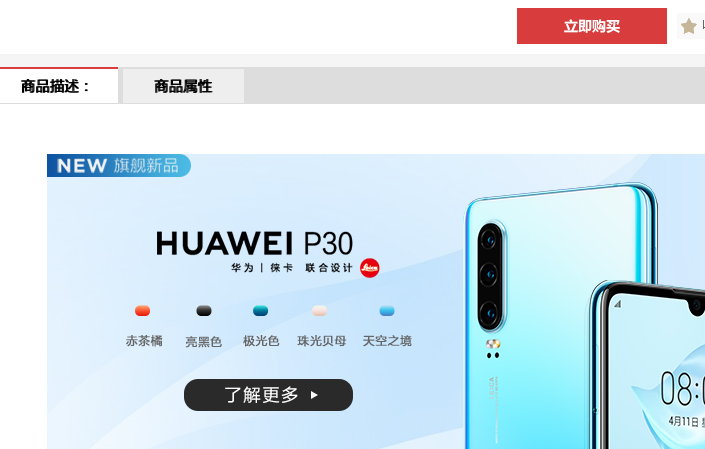 立即购买
商品描述：
商品属性
NEW 旗舰新品
HUAWEI P30
华为 | 徕卡 联合设计
Leica
赤茶橘
亮黑色
极光色
珠光贝母
天空之境
了解更多
08:
4月11日